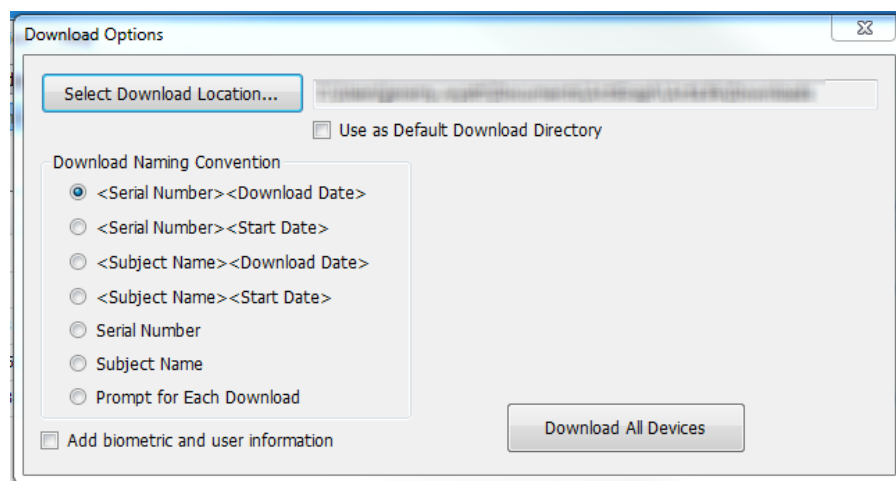 Download Options
Select Download Location...
Use as Default Download Directory
Download Naming Convention
<Serial Number><Download Date>
<Serial Number><Start Date>
<Subject Name><Download Date>
<Subject Name><Start Date>
Serial Number
Subject Name
Prompt for Each Download
Add biometric and user information
Download All Devices